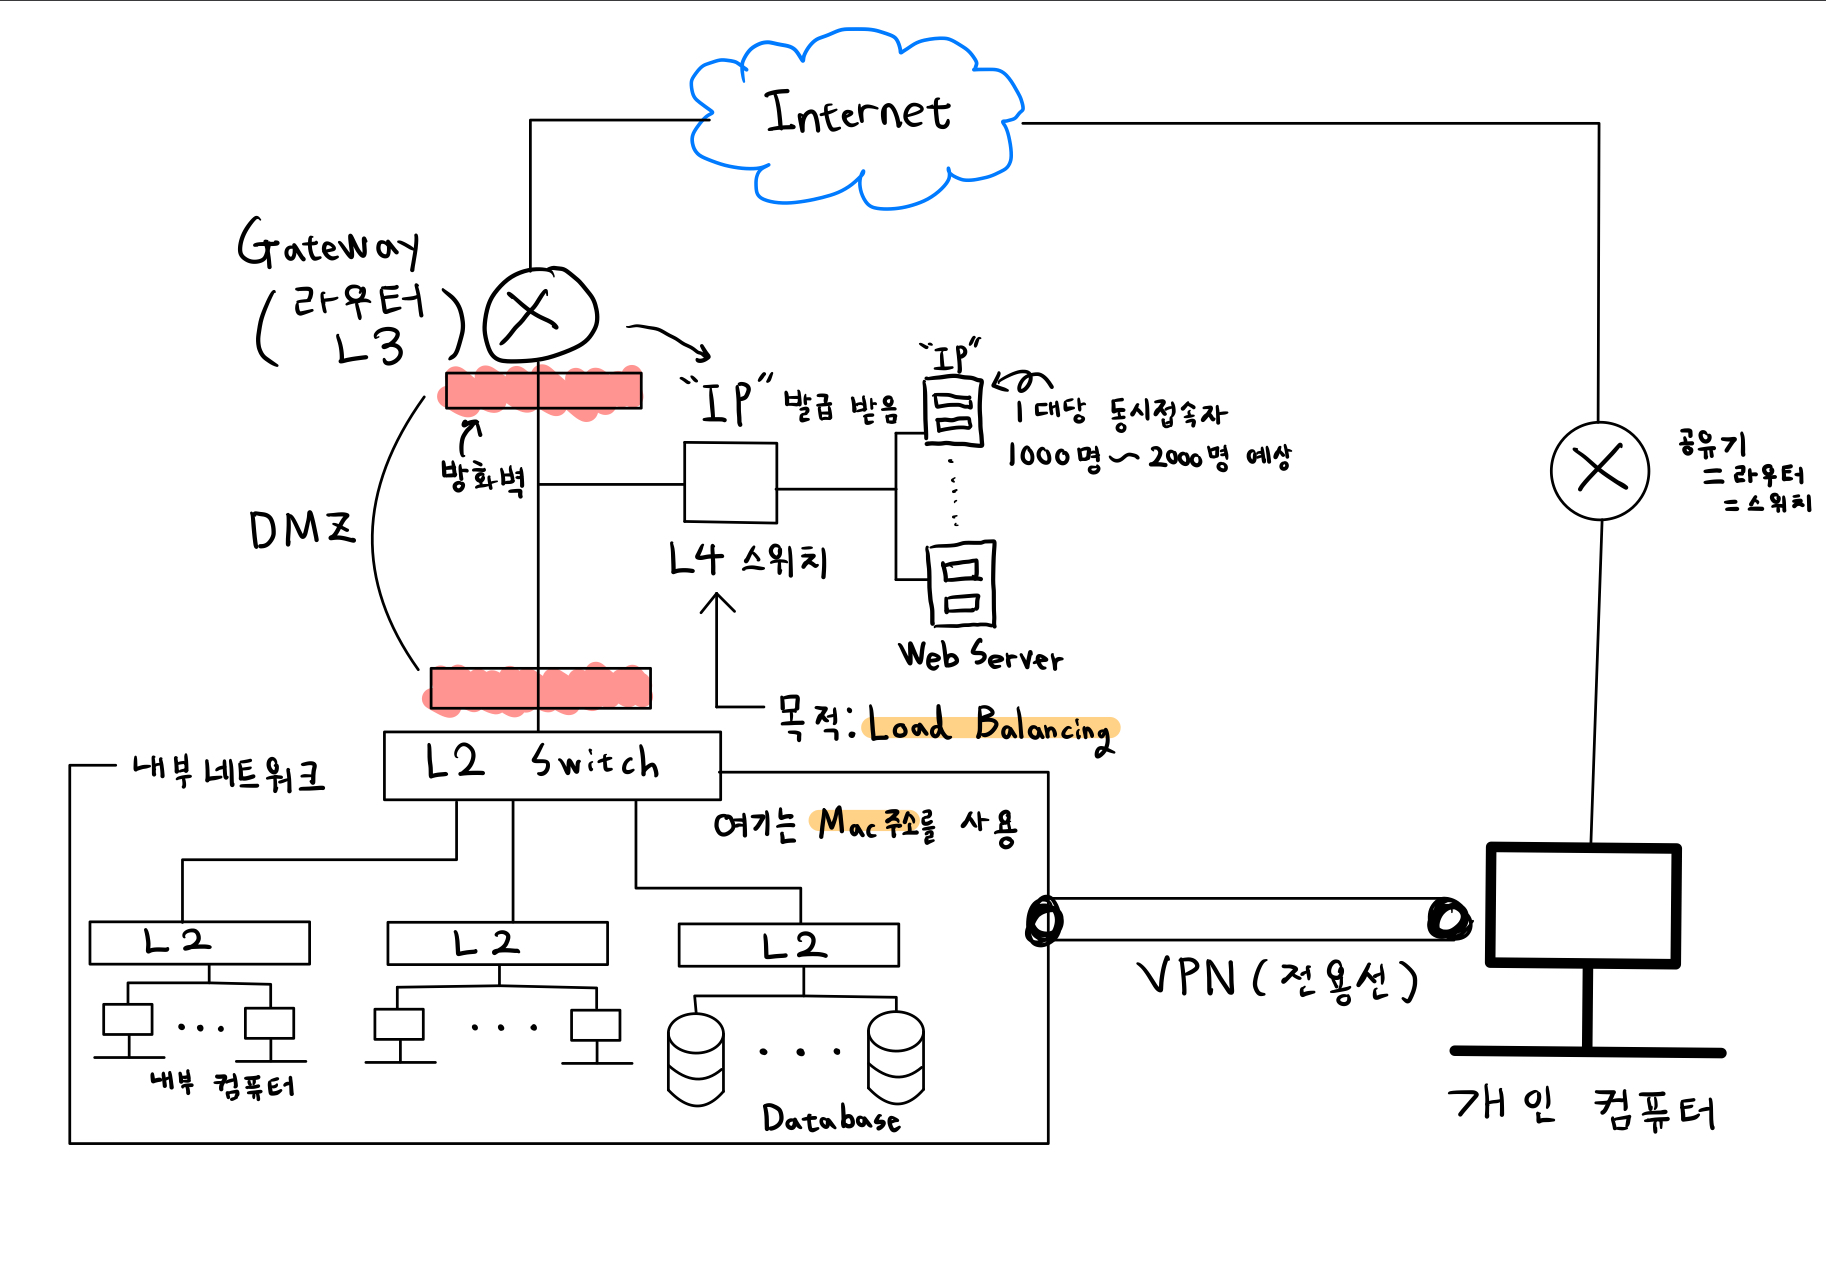 Internet
Gateway
(라우터
L3)
"IP" 발급 받음
"IP"
1 대당 동시접속자
1000명 ~ 2000명 예상
공유기
= 라우터
= 스위치
방화벽
DMZ
L4 스위치
Web Server
목적: Load Balancing
내부 네트워크
L2 Switch
여기는 Mac주소를 사용
L2
L2
L2
VPN (전용선)
내부 컴퓨터
Database
개인 컴퓨터